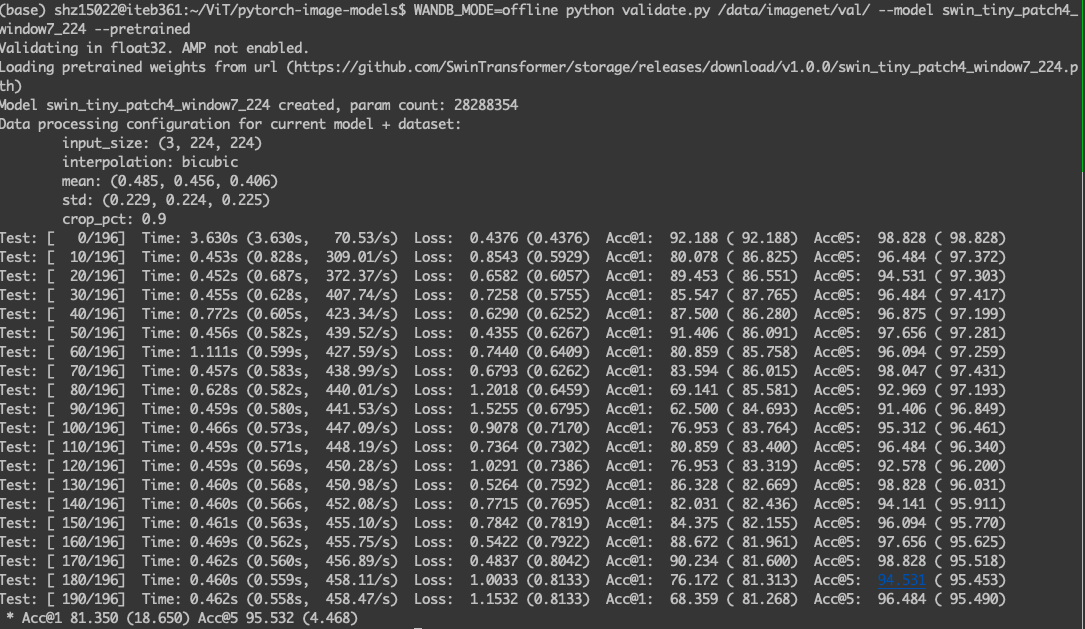 (base) shz15022@iteb361:~/ViT/pytorch-image-models$ WANDB_MODE=offline python validate.py /data/imagenet/val/ --model swin_tiny_patch4_
window7_224 --pretrained
Validating in float32. AMP not enabled.
Loading pretrained weights from url (https://github.com/SwinTransformer/storage/releases/download/v1.0.0/swin_tiny_patch4_window7_224.p
th)
Model swin_tiny_patch4_window7_224 created, param count: 28288354
Data processing configuration for current model + dataset:
        input_size: (3, 224, 224)
        interpolation: bicubic
        mean: (0.485, 0.456, 0.406)
        std: (0.229, 0.224, 0.225)
        crop_pct: 0.9
Test: [   0/196]  Time: 3.630s (3.630s,   70.53/s)  Loss:  0.4376 (0.4376)  Acc@1:  92.188 ( 92.188)  Acc@5:  98.828 ( 98.828)
Test: [  10/196]  Time: 0.453s (0.828s,  309.01/s)  Loss:  0.8543 (0.5929)  Acc@1:  80.078 ( 86.825)  Acc@5:  96.484 ( 97.372)
Test: [  20/196]  Time: 0.452s (0.687s,  372.37/s)  Loss:  0.6582 (0.6057)  Acc@1:  89.453 ( 86.551)  Acc@5:  94.531 ( 97.303)
Test: [  30/196]  Time: 0.455s (0.628s,  407.74/s)  Loss:  0.7258 (0.5755)  Acc@1:  85.547 ( 87.765)  Acc@5:  96.484 ( 97.417)
Test: [  40/196]  Time: 0.772s (0.605s,  423.34/s)  Loss:  0.6290 (0.6252)  Acc@1:  87.500 ( 86.280)  Acc@5:  96.875 ( 97.199)
Test: [  50/196]  Time: 0.456s (0.582s,  439.52/s)  Loss:  0.4355 (0.6267)  Acc@1:  91.406 ( 86.091)  Acc@5:  97.656 ( 97.281)
Test: [  60/196]  Time: 1.111s (0.599s,  427.59/s)  Loss:  0.7440 (0.6409)  Acc@1:  80.859 ( 85.758)  Acc@5:  96.094 ( 97.259)
Test: [  70/196]  Time: 0.457s (0.583s,  438.99/s)  Loss:  0.6793 (0.6262)  Acc@1:  83.594 ( 86.015)  Acc@5:  98.047 ( 97.431)
Test: [  80/196]  Time: 0.628s (0.582s,  440.01/s)  Loss:  1.2018 (0.6459)  Acc@1:  69.141 ( 85.581)  Acc@5:  92.969 ( 97.193)
Test: [  90/196]  Time: 0.459s (0.580s,  441.53/s)  Loss:  1.5255 (0.6795)  Acc@1:  62.500 ( 84.693)  Acc@5:  91.406 ( 96.849)
Test: [ 100/196]  Time: 0.466s (0.573s,  447.09/s)  Loss:  0.9078 (0.7170)  Acc@1:  76.953 ( 83.764)  Acc@5:  95.312 ( 96.461)
Test: [ 110/196]  Time: 0.459s (0.571s,  448.19/s)  Loss:  0.7364 (0.7302)  Acc@1:  80.859 ( 83.400)  Acc@5:  96.484 ( 96.340)
Test: [ 120/196]  Time: 0.459s (0.569s,  450.28/s)  Loss:  1.0291 (0.7386)  Acc@1:  76.953 ( 83.319)  Acc@5:  92.578 ( 96.200)
Test: [ 130/196]  Time: 0.460s (0.568s,  450.98/s)  Loss:  0.5264 (0.7592)  Acc@1:  86.328 ( 82.669)  Acc@5:  98.828 ( 96.031)
Test: [ 140/196]  Time: 0.460s (0.566s,  452.08/s)  Loss:  0.7715 (0.7695)  Acc@1:  82.031 ( 82.436)  Acc@5:  94.141 ( 95.911)
Test: [ 150/196]  Time: 0.461s (0.563s,  455.10/s)  Loss:  0.7842 (0.7819)  Acc@1:  84.375 ( 82.155)  Acc@5:  96.094 ( 95.770)
Test: [ 160/196]  Time: 0.469s (0.562s,  455.75/s)  Loss:  0.5422 (0.7922)  Acc@1:  88.672 ( 81.961)  Acc@5:  97.656 ( 95.625)
Test: [ 170/196]  Time: 0.462s (0.560s,  456.89/s)  Loss:  0.4837 (0.8042)  Acc@1:  90.234 ( 81.600)  Acc@5:  98.828 ( 95.518)
Test: [ 180/196]  Time: 0.460s (0.559s,  458.11/s)  Loss:  1.0033 (0.8133)  Acc@1:  76.172 ( 81.313)  Acc@5:  94.531 ( 95.453)
Test: [ 190/196]  Time: 0.462s (0.558s,  458.47/s)  Loss:  1.1532 (0.8133)  Acc@1:  68.359 ( 81.268)  Acc@5:  96.484 ( 95.490)
 * Acc@1 81.350 (18.650) Acc@5 95.532 (4.468)